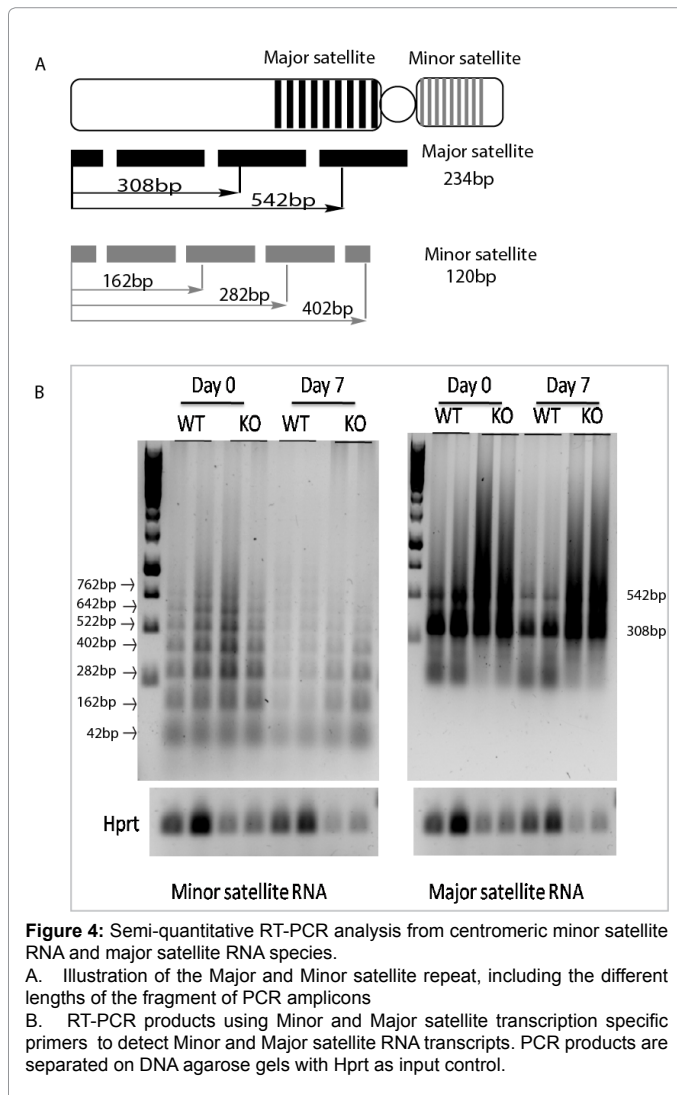 A
Major satellite
Minor satellite
Major satellite
234bp
308bp
542bp
Minor satellite
120bp
162bp
282bp
402bp
B
Day 0 Day 7
WT KO WT KO
Day 0 Day 7
WT KO WT KO
762bp →
642bp →
522bp →
402bp →
282bp →
162bp →
42bp →
542bp
308bp
Hprt
Minor satellite RNA
Major satellite RNA
Figure 4: Semi-quantitative RT-PCR analysis from centromeric minor satellite
RNA and major satellite RNA species.
A. Illustration of the Major and Minor satellite repeat, including the different
lengths of the fragment of PCR amplicons
B. RT-PCR products using Minor and Major satellite transcription specific
primers to detect Minor and Major satellite RNA transcripts. PCR products are
separated on DNA agarose gels with Hprt as input control.